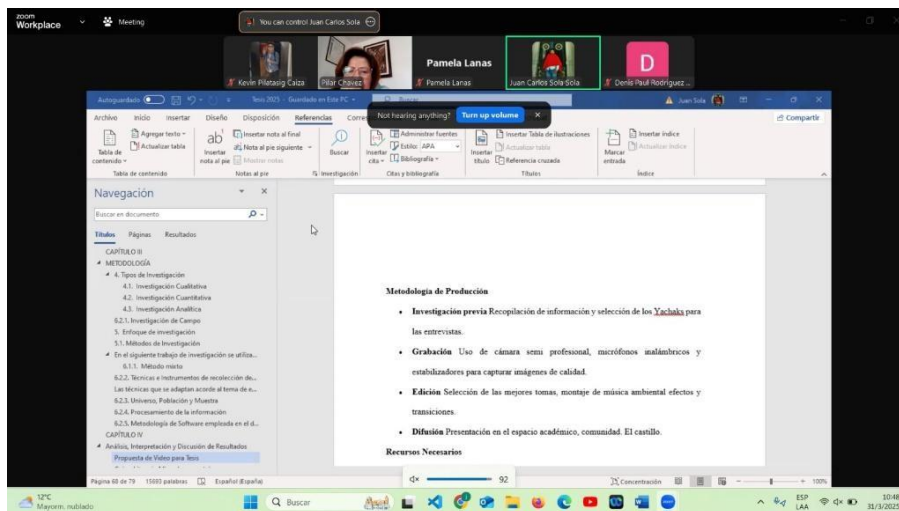 zoom
Workplace
Meeting
You can control Juan Carlos Sola
Kevin Pilatasig Caiza
Pilar Chavez
Pamela Lanas
Pamela Lanas
Juan Carlos Sola Sola
D
Denis Paul Rodriguez ...
Autoguardado
Tesis 2025 · Guardado en Este PC
Buscar
Juan Sola
Not hearing anything?
Turn up volume
Archivo Inicio Insertar Diseño Disposición Referencias
Compartir
Tabla de contenido
Agregar texto
Actualizar tabla
Insertar nota al pie
Insertar nota al final
Nota al pie siguiente
Mostrar notas
Buscar
Insertar cita
Administrar fuentes
Estilo: APA
Bibliografía
Insertar título
Insertar Tabla de ilustraciones
Actualizar tabla
Referencia cruzada
Marcar entrada
Insertar índice
Actualizar índice
Tabla de contenido
Notas al pie
Investigación
Citas y bibliografía
Títulos
Índice
Navegación
Buscar en documento
Títulos Páginas Resultados
CAPÍTULO III
METODOLOGÍA
4. Tipos de Investigación
4.1. Investigación Cualitativa
4.2. Investigación Cuantitativa
4.3. Investigación Analítica
6.2.1. Investigación de Campo
5. Enfoque de investigación
5.1. Métodos de Investigación
En el siguiente trabajo de investigación se utiliza...
6.1.1. Método mixto
6.2.2. Técnicas e Instrumentos de recolección de...
Las técnicas que se adaptan acorde al tema de e...
6.2.3. Universo, Población y Muestra
6.2.4. Procesamiento de la información
6.2.5. Metodología de Software empleada en el d...
CAPÍTULO IV
Análisis, Interpretación y Discusión de Resultados
Propuesta de Video para Tesis
Metodología de Producción
• Investigación previa Recopilación de información y selección de los Yachaks para
las entrevistas.
• Grabación Uso de cámara semi profesional, micrófonos inalámbricos y
estabilizadores para capturar imágenes de calidad.
• Edición Selección de las mejores tomas, montaje de música ambiental efectos y
transiciones.
• Difusión Presentación en el espacio académico, comunidad. El castillo.
Recursos Necesarios
92
Página 68 de 79 15693 palabras Español (España)
Concentración
100%
12°C
Mayorm. nublado
Buscar
ESP
LAA
10:48
31/3/2025